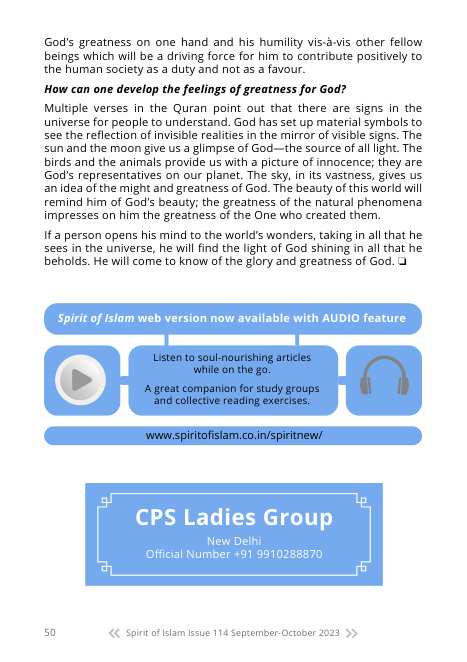 God's greatness on one hand and his humility vis-à-vis other fellow
beings which will be a driving force for him to contribute positively to
the human society as a duty and not as a favour.
How can one develop the feelings of greatness for God?
Multiple verses in the Quran point out that there are signs in the
universe for people to understand. God has set up material symbols to
see the reflection of invisible realities in the mirror of visible signs. The
sun and the moon give us a glimpse of God—the source of all light. The
birds and the animals provide us with a picture of innocence; they are
God's representatives on our planet. The sky, in its vastness, gives us
an idea of the might and greatness of God. The beauty of this world will
remind him of God's beauty; the greatness of the natural phenomena
impresses on him the greatness of the One who created them.
If a person opens his mind to the world's wonders, taking in all that he
sees in the universe, he will find the light of God shining in all that he
beholds. He will come to know of the glory and greatness of God. ❏
Spirit of Islam web version now available with AUDIO feature
Listen to soul-nourishing articles
while on the go.
A great companion for study groups
and collective reading exercises.
www.spiritofislam.co.in/spiritnew/
CPS Ladies Group
New Delhi
Official Number +91 9910288870
50
Spirit of Islam Issue 114 September-October 2023